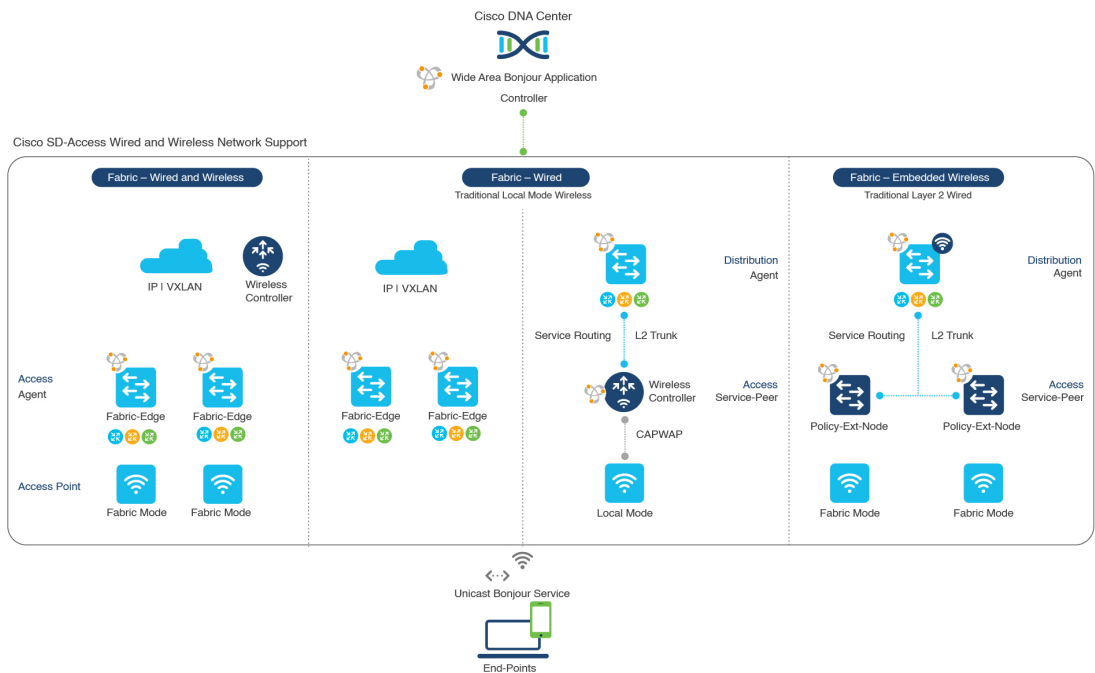 Cisco DNA Center
Wide Area Bonjour Application
Controller
Cisco SD-Access Wired and Wireless Network Support
Fabric – Wired and Wireless
IP | VXLAN
Wireless
Controller
Access
Agent
Fabric-Edge
Fabric-Edge
Access Point
Fabric Mode
Fabric Mode
Fabric – Wired
Traditional Local Mode Wireless
IP | VXLAN
Fabric-Edge
Fabric-Edge
Distribution
Agent
Service Routing
L2 Trunk
Wireless
Controller
Access
Service-Peer
CAPWAP
Local Mode
Fabric – Embedded Wireless
Traditional Layer 2 Wired
Distribution
Agent
Service Routing
L2 Trunk
Access
Service-Peer
Policy-Ext-Node
Policy-Ext-Node
Fabric Mode
Fabric Mode
Unicast Bonjour Service
End-Points